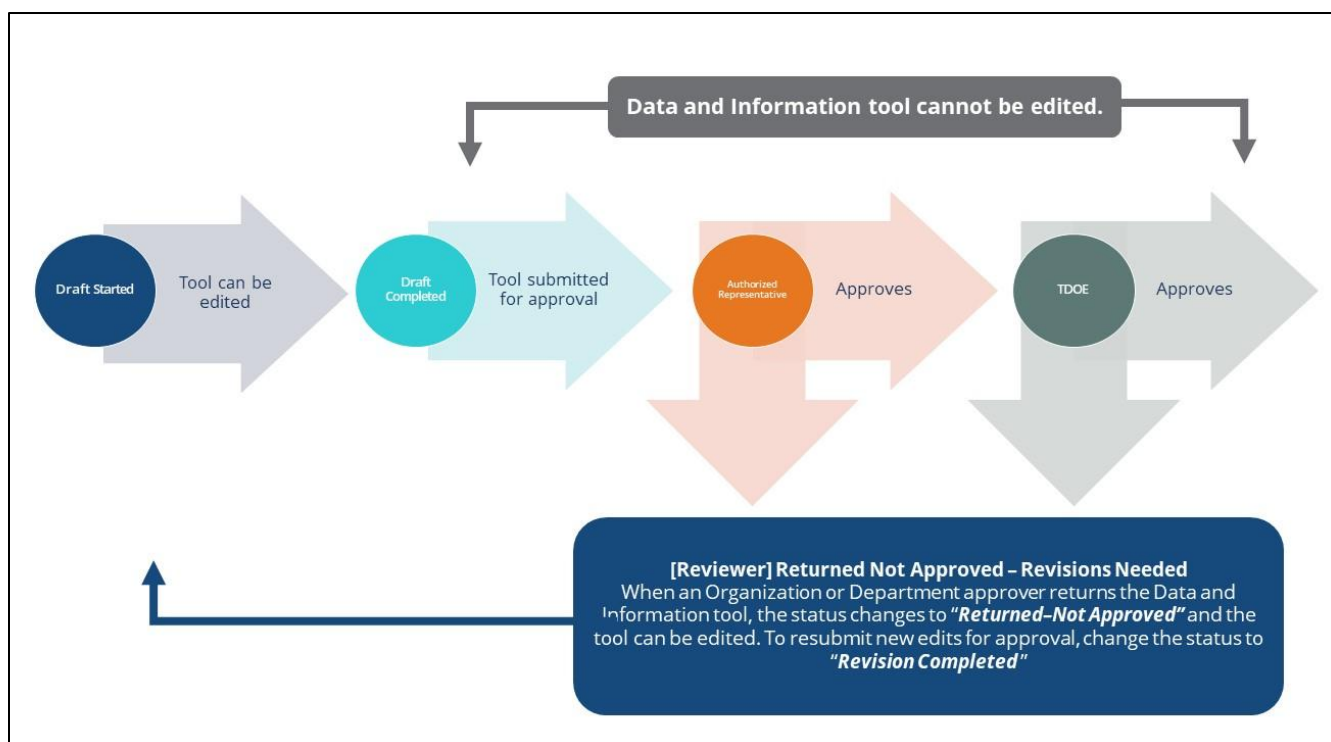 Data and Information tool cannot be edited.
Draft Started
Tool can be
edited
Draft
Completed
Tool submitted
for approval
Authorized
Representative
Approves
TDOE
Approves
[Reviewer] Returned Not Approved – Revisions Needed
When an Organization or Department approver returns the Data and
Information tool, the status changes to “Returned–Not Approved” and the
tool can be edited. To resubmit new edits for approval, change the status to
“Revision Completed”